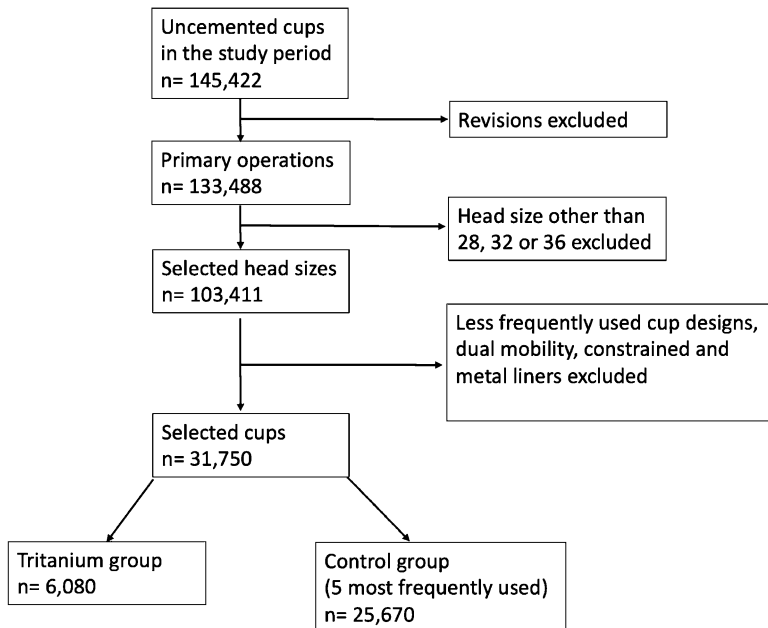 Uncemented cups
in the study period
n= 145,422
Revisions excluded
Primary operations
n= 133,488
Head size other than
28, 32 or 36 excluded
Selected head sizes
n= 103,411
Less frequently used cup designs,
dual mobility, constrained and
metal liners excluded
Selected cups
n= 31,750
Tritanium group
n= 6,080
Control group
(5 most frequently used)
n= 25,670